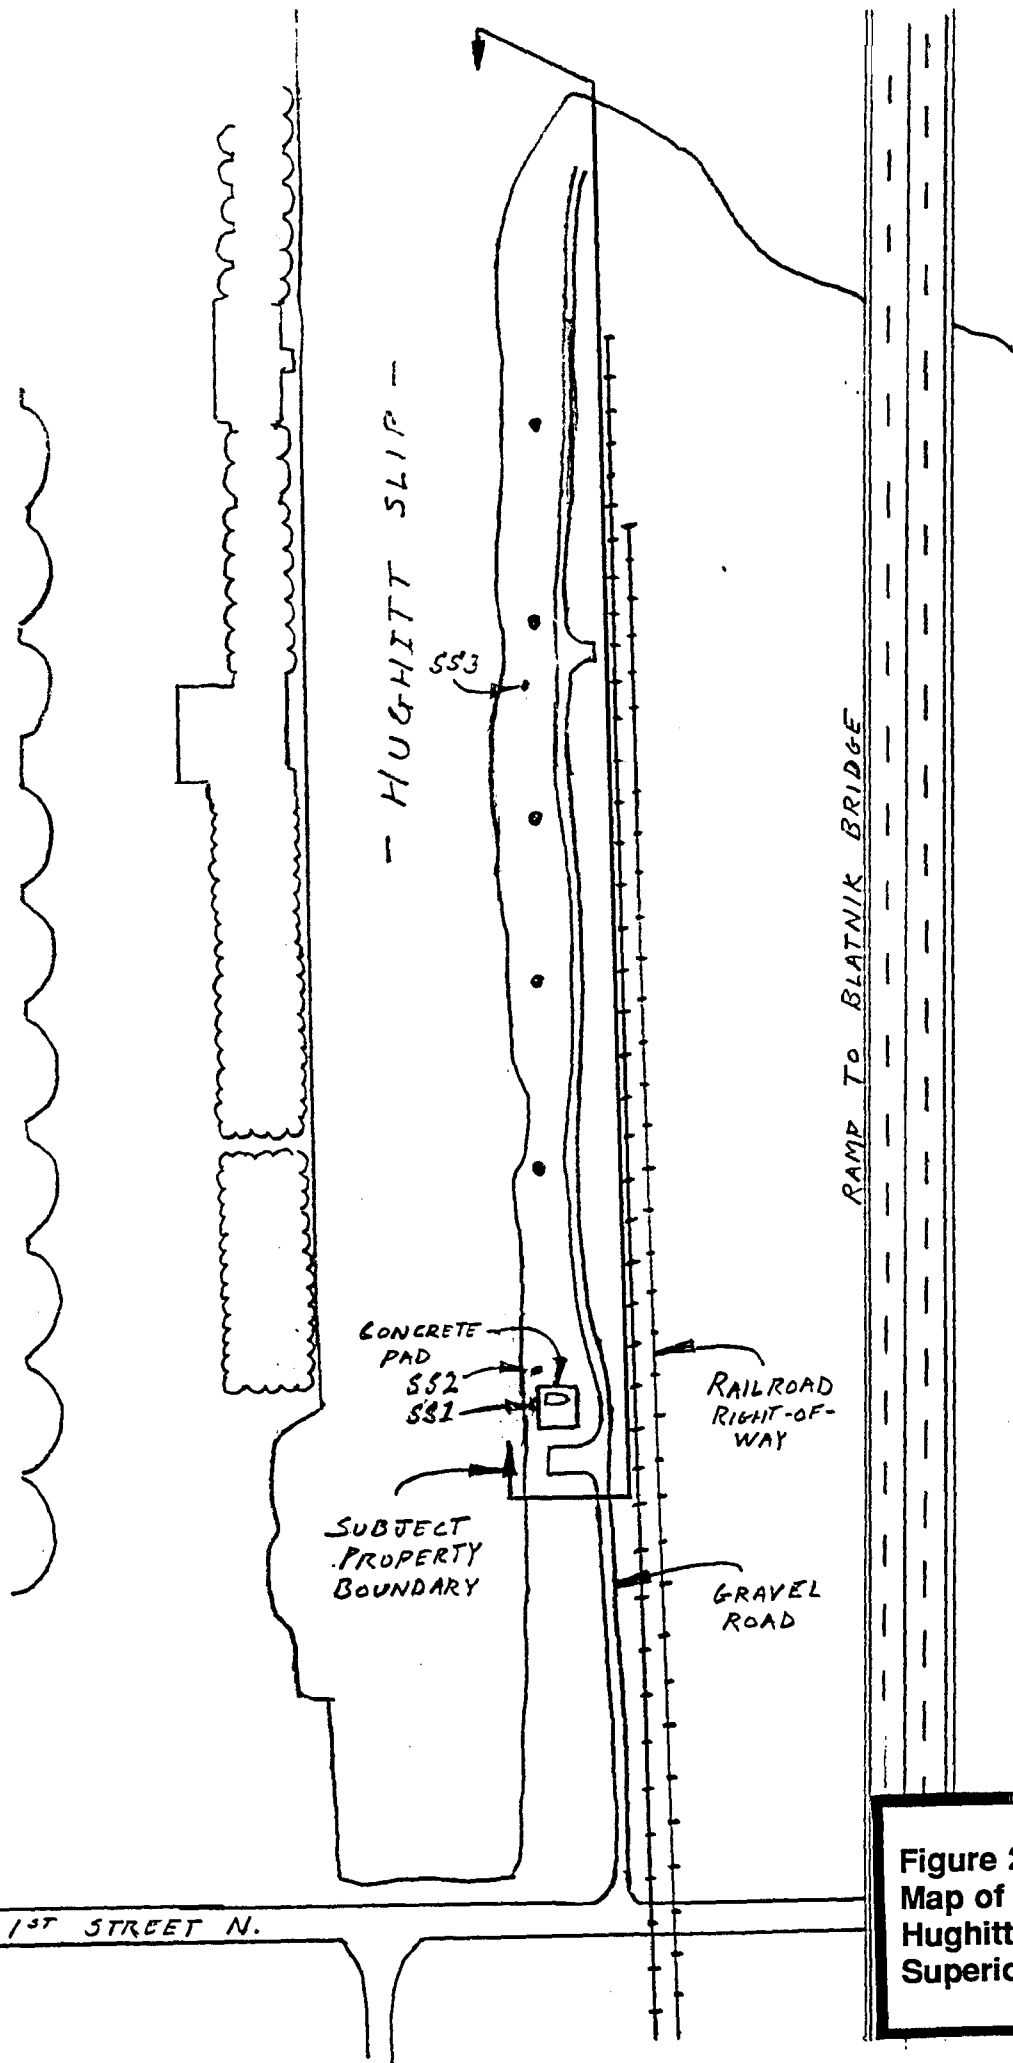 - HUGHITT SLIP -
SS3
RAMP TO BLATNIK BRIDGE
CONCRETE
PAD
SS2
SS1
RAILROAD
RIGHT-OF-
WAY
SUBJECT
PROPERTY
BOUNDARY
GRAVEL
ROAD
1ST STREET N.
Figure
Map of
Hughitt
Superio